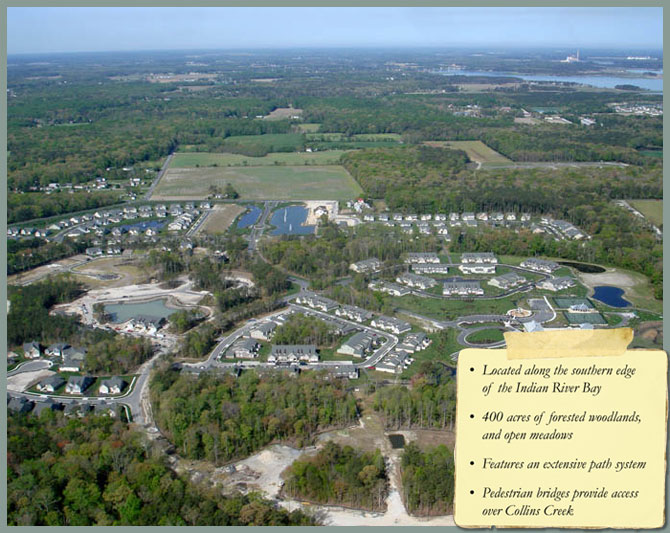 • Located along the southern edge
of the Indian River Bay
• 400 acres of forested woodlands,
and open meadows
• Features an extensive path system
• Pedestrian bridges provide access
over Collins Creek